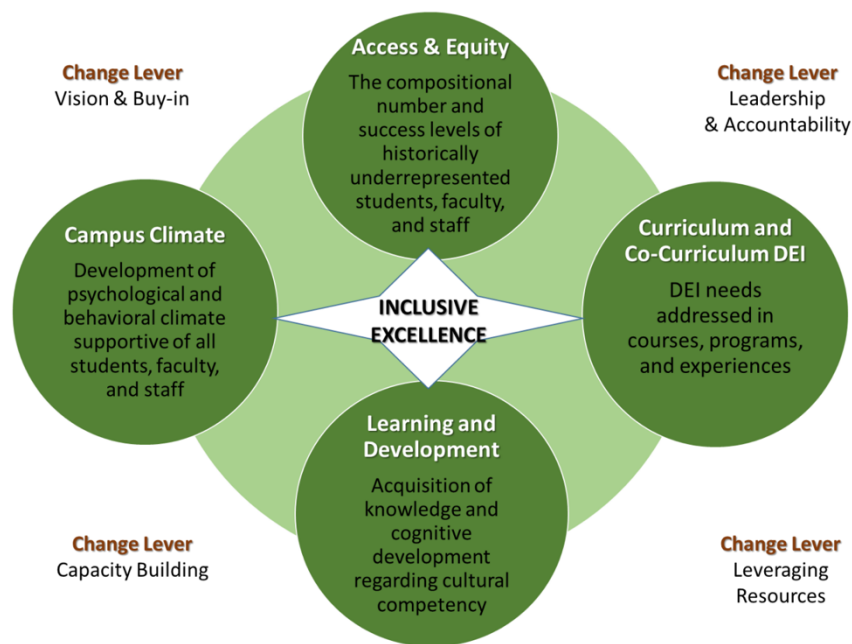 Access & Equity
The compositional
number and
success levels of
historically
underrepresented
students, faculty,
and staff
Change Lever
Vision & Buy-in
Change Lever
Leadership
& Accountability
Campus Climate
Development of
psychological and
behavioral climate
supportive of all
students, faculty,
and staff
INCLUSIVE
EXCELLENCE
Curriculum and
Co-Curriculum DEI
DEI needs
addressed in
courses, programs,
and experiences
Learning and
Development
Acquisition of
knowledge and
cognitive
development
regarding cultural
competency
Change Lever
Capacity Building
Change Lever
Leveraging
Resources